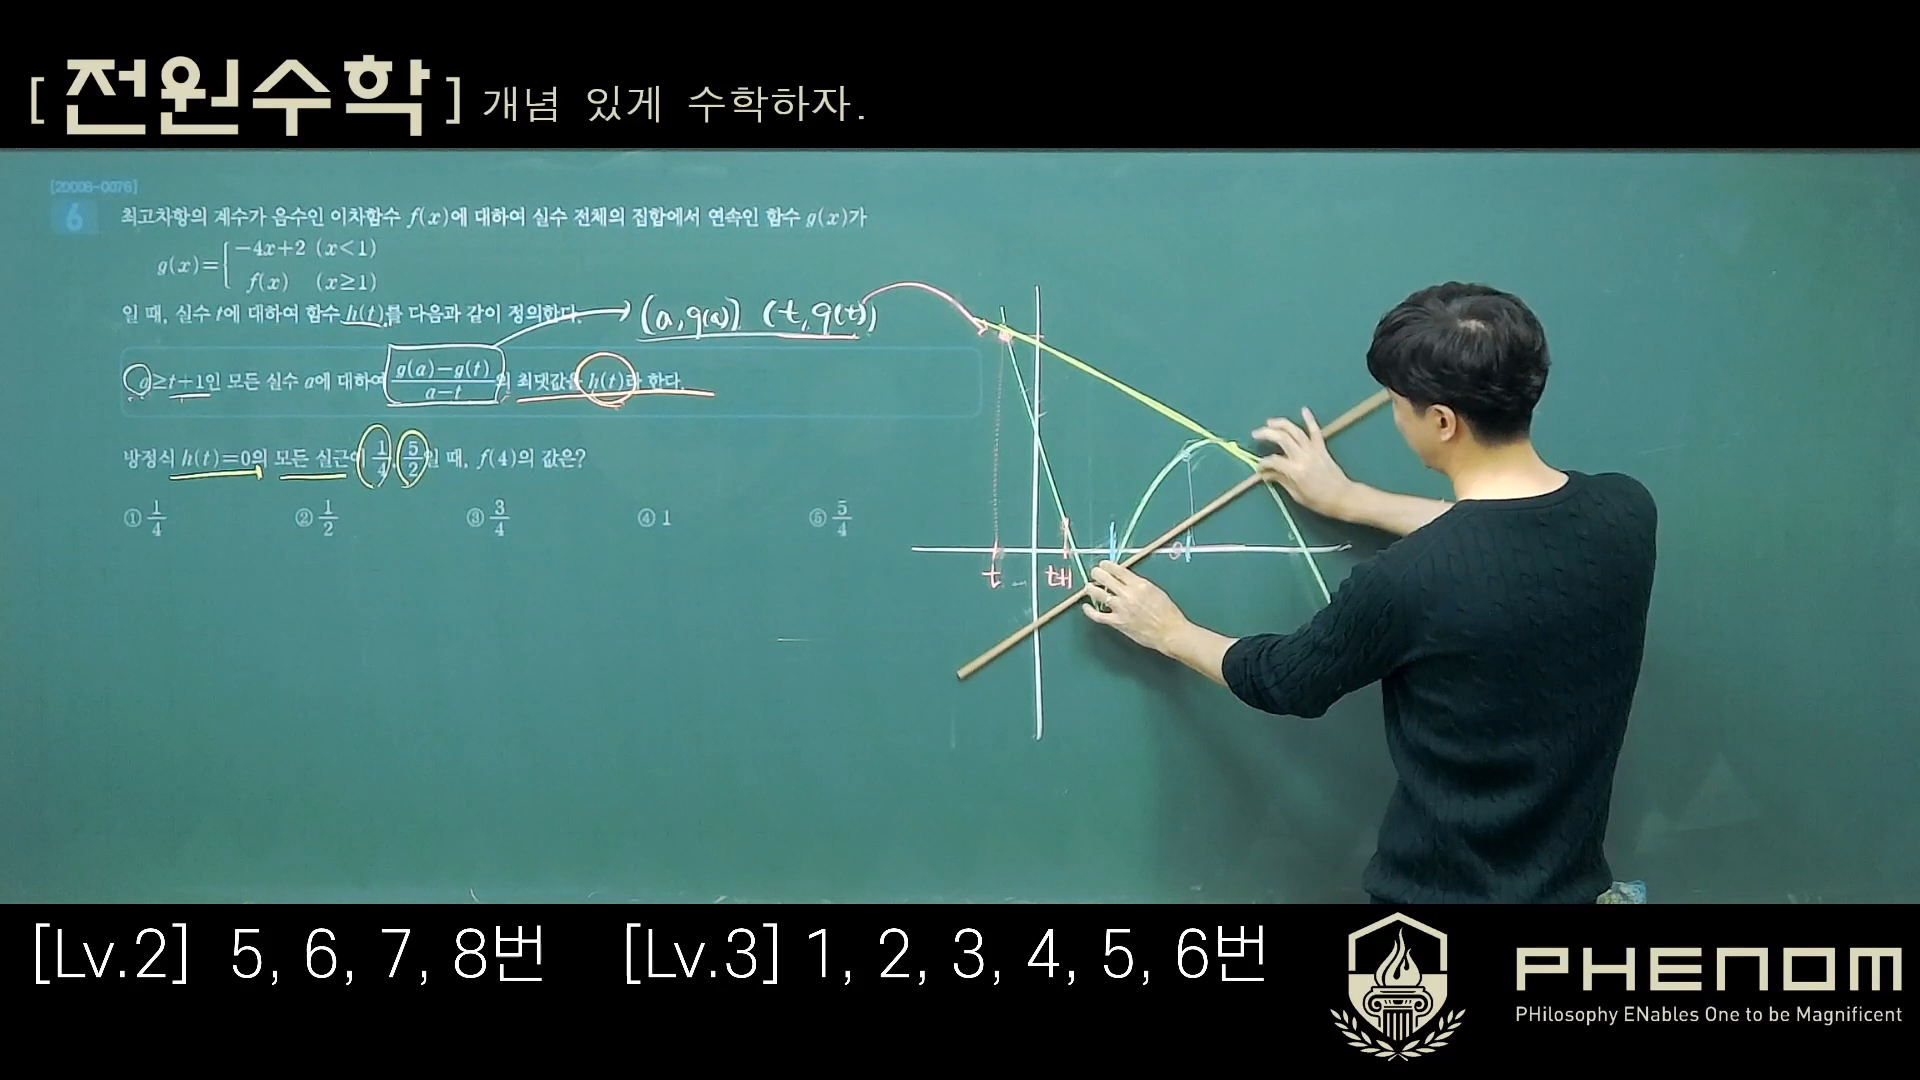 [전원수학] 개념 있게 수학하자.
[20008-0076]
6 최고차항의 계수가 음수인 이차함수 f(x)에 대하여 실수 전체의 집합에서 연속인 함수 g(x)가
g(x)={ -4x+2 (x<1)
f(x) (x≥1)
일 때, 실수 t에 대하여 함수 h(t)를 다음과 같이 정의한다.
(a, g(a)) (t, g(t))
a≥t+1인 모든 실수 a에 대하여 g(a)-g(t)/a-t 의 최댓값을 h(t)라 한다.
방정식 h(t)=0의 모든 실근이 1/4, 5/2일 때, f(4)의 값은?
① 1/4 ② 1/2 ③ 3/4 ④ 1 ⑤ 5/4
t t+1
[Lv.2] 5, 6, 7, 8번 [Lv.3] 1, 2, 3, 4, 5, 6번
PHENOM
PHilosophy ENables One to be Magnificent